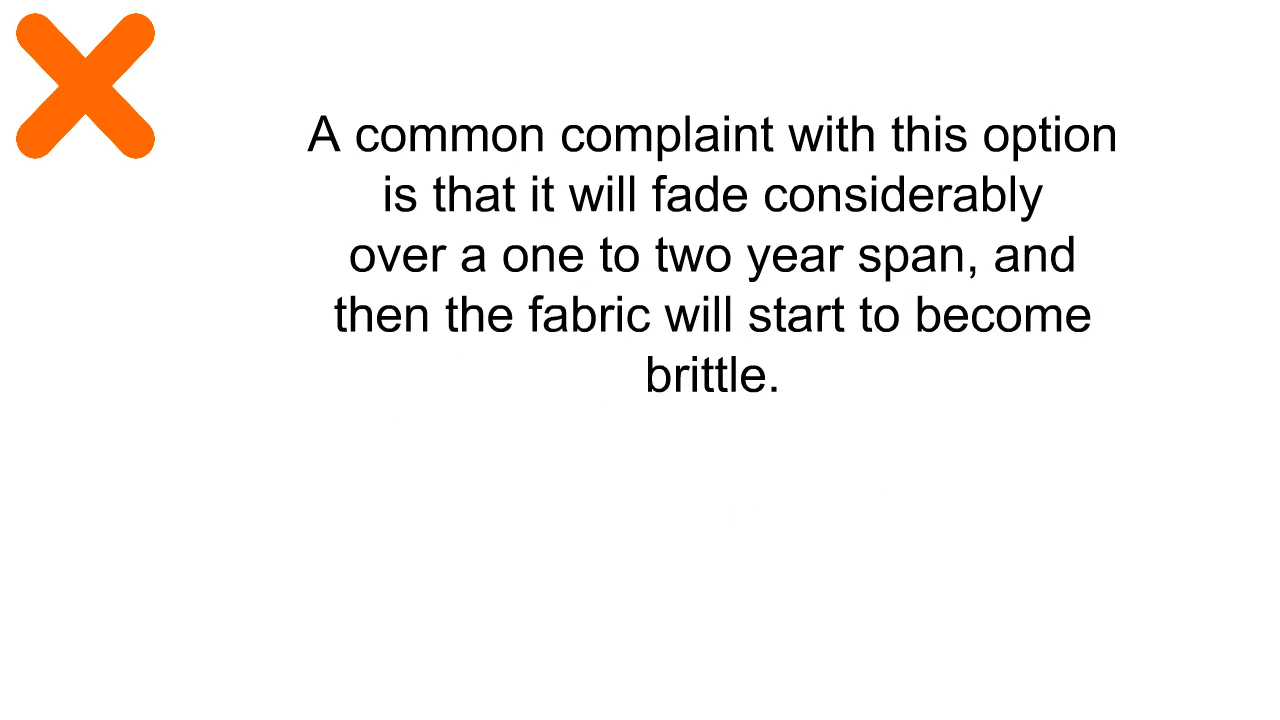 A common complaint with this option
is that it will fade considerably
over a one to two year span, and
then the fabric will start to become
brittle.